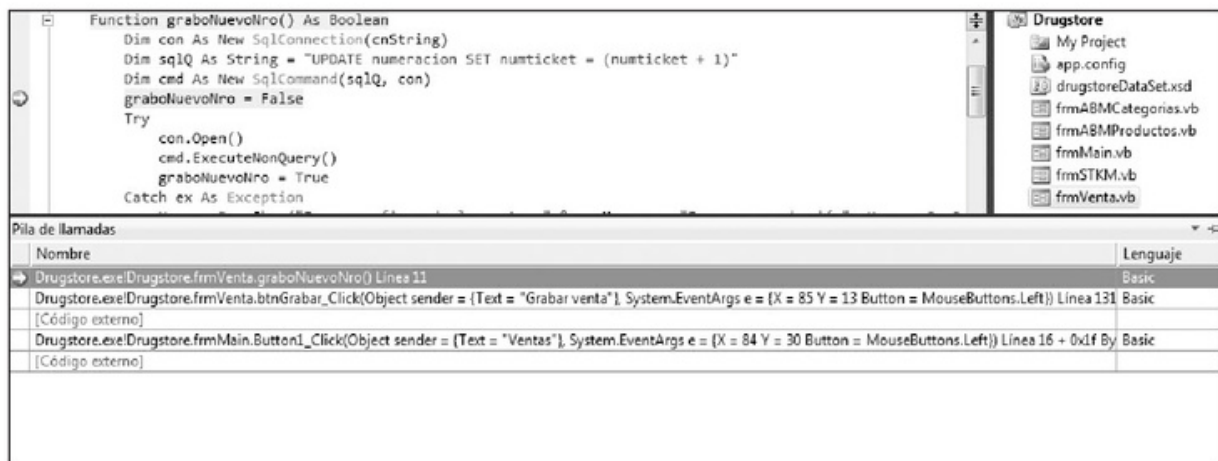 Function graboNuevoNro() As Boolean
Dim con As New SqlConnection(cnString)
Dim sqlQ As String = "UPDATE numeracion SET numticket = (numticket + 1)"
Dim cmd As New SqlCommand(sqlQ, con)
graboNuevoNro = False
Try
con.Open()
cmd.ExecuteNonQuery()
graboNuevoNro = True
Catch ex As Exception
Drugstore
My Project
app.config
drugstoreDataSet.xsd
frmABMCategorias.vb
frmABMProductos.vb
frmMain.vb
frmSTKM.vb
frmVenta.vb
Pila de llamadas
Nombre Lenguaje
Drugstore.exe!Drugstore.frmVenta.graboNuevoNro() Línea 11 Basic
Drugstore.exe!Drugstore.frmVenta.btnGrabar_Click(Object sender = {Text = "Grabar venta"}, System.EventArgs e = {X = 85 Y = 13 Button = MouseButtons.Left}) Línea 131 Basic
[Código externo]
Drugstore.exe!Drugstore.frmMain.Button1_Click(Object sender = {Text = "Ventas"}, System.EventArgs e = {X = 84 Y = 30 Button = MouseButtons.Left}) Línea 16 + 0x1f By Basic
[Código externo]